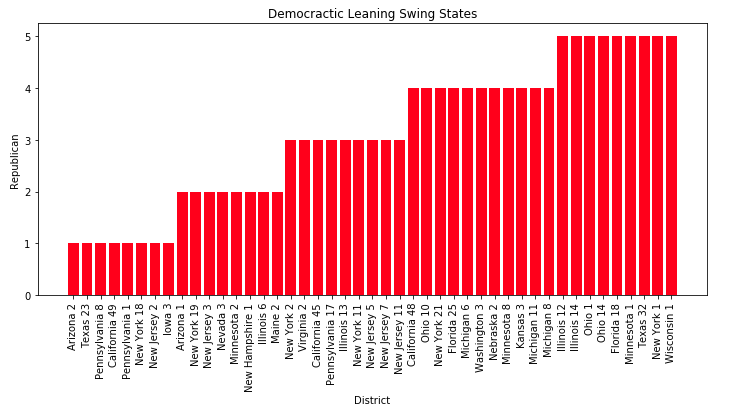 Democractic Leaning Swing States
Republican
5
4
3
2
1
0
Arizona 2
Texas 23
Pennsylvania 8
California 49
Pennsylvania 1
New York 18
New Jersey 2
Iowa 3
Arizona 1
New York 19
New Jersey 3
Nevada 3
Minnesota 2
New Hampshire 1
Illinois 6
Maine 2
New York 2
Virginia 2
California 45
Pennsylvania 17
Illinois 13
New York 11
New Jersey 5
New Jersey 7
New Jersey 11
California 48
Ohio 10
New York 21
Florida 25
Michigan 6
Washington 3
Nebraska 2
Minnesota 8
Kansas 3
Michigan 11
Michigan 8
Illinois 12
Illinois 14
Ohio 1
Ohio 14
Florida 18
Minnesota 1
Texas 32
New York 1
Wisconsin 1
District